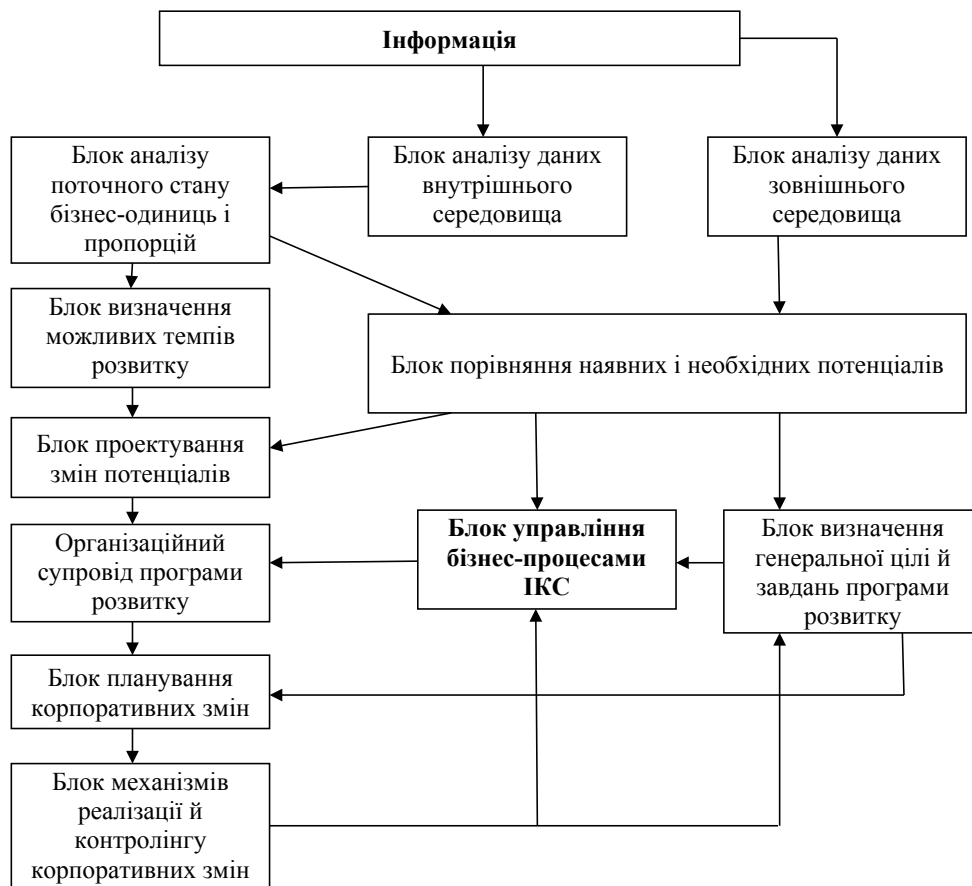 Інформація
Блок аналізу
поточного стану
бізнес-одиниць і
пропорцій
Блок аналізу даних
внутрішнього
середовища
Блок аналізу даних
зовнішнього
середовища
Блок визначення
можливих темпів
розвитку
Блок порівняння наявних і необхідних потенціалів
Блок проектування
змін потенціалів
Організаційний
супровід програми
розвитку
Блок управління
бізнес-процесами
ІКС
Блок визначення
генеральної цілі й
завдань програми
розвитку
Блок планування
корпоративних змін
Блок механізмів
реалізації й
контролінгу
корпоративних змін